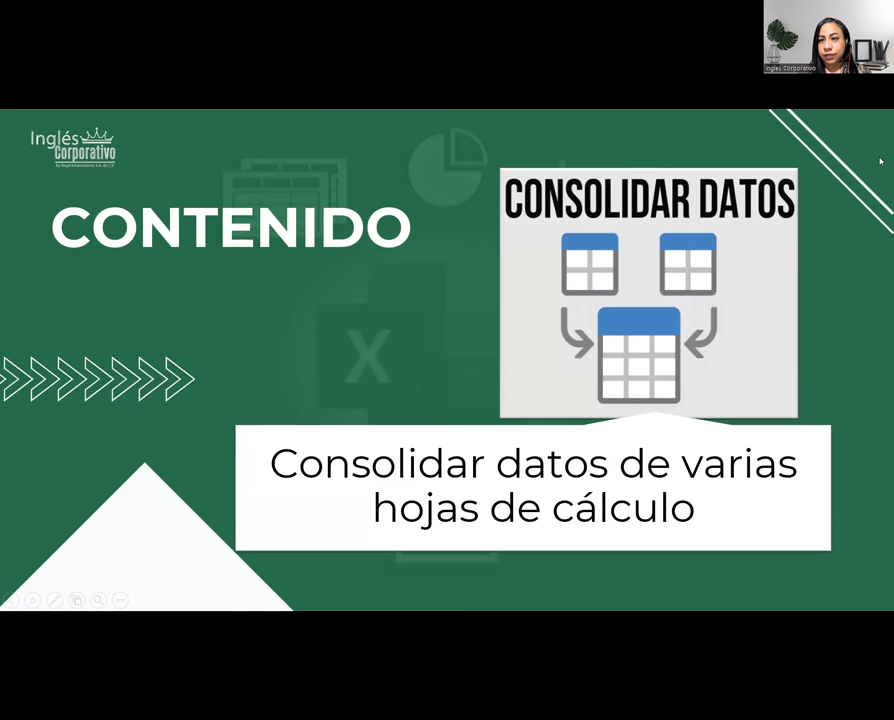 Inglés Corporativo
Inglés
Corporativo
CONTENIDO
CONSOLIDAR DATOS
X
Consolidar datos de varias
hojas de cálculo